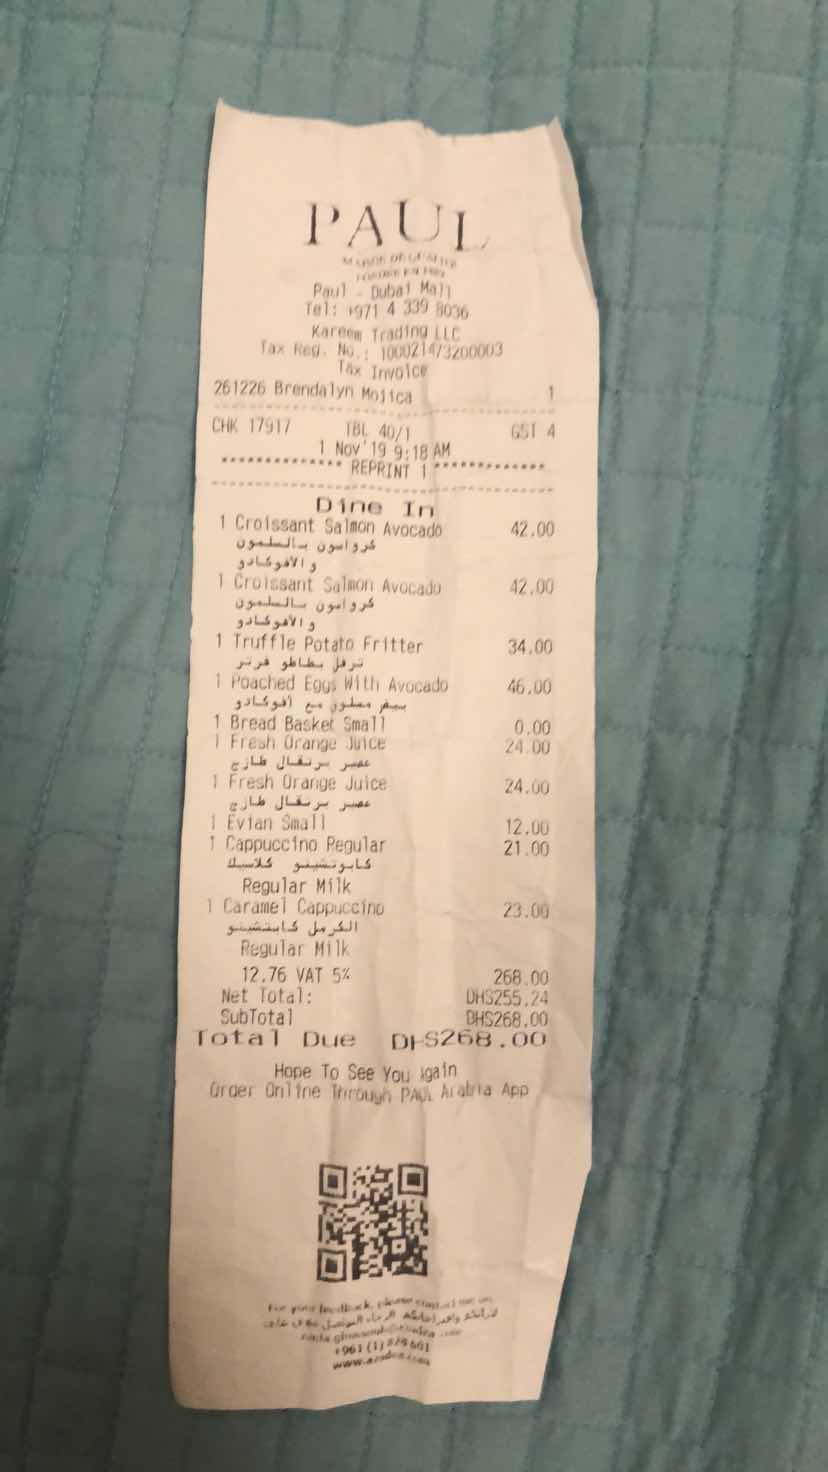 PAUL
MAISON DE QUALITÉ
FONDÉE EN 1889
Paul - Dubai Mall
Tel: +971 4 339 8036
Kareem Trading LLC
Tax Reg. No.: 100021473200003
Tax Invoice
261226 Brendalyn Mojica 1
CHK 17917 TBL 40/1 GST 4
1 Nov'19 9:18 AM
************* REPRINT 1 *************
Dine In
1 Croissant Salmon Avocado 42.00
كرواسون بالسلمون
والأفوكادو
1 Croissant Salmon Avocado 42.00
كرواسون بالسلمون
والأفوكادو
1 Truffle Potato Fritter 34.00
ترفل بطاطو فرتر
1 Poached Eggs With Avocado 46.00
بيض مسلوق مع أفوكادو
1 Bread Basket Small 0.00
1 Fresh Orange Juice 24.00
عصير برتقال طازج
1 Fresh Orange Juice 24.00
عصير برتقال طازج
1 Evian Small 12.00
1 Cappuccino Regular 21.00
كابوتشينو كلاسيك
Regular Milk
1 Caramel Cappuccino 23.00
الكرمل كابتشينو
Regular Milk
12.76 VAT 5% 268.00
Net Total: DHS255.24
SubTotal DHS268.00
Total Due DHS268.00
Hope To See You Again
Order Online Through PAUL Arabia App
For your feedback, please contact me on
+961 (1) 824 601
www.azadea.com